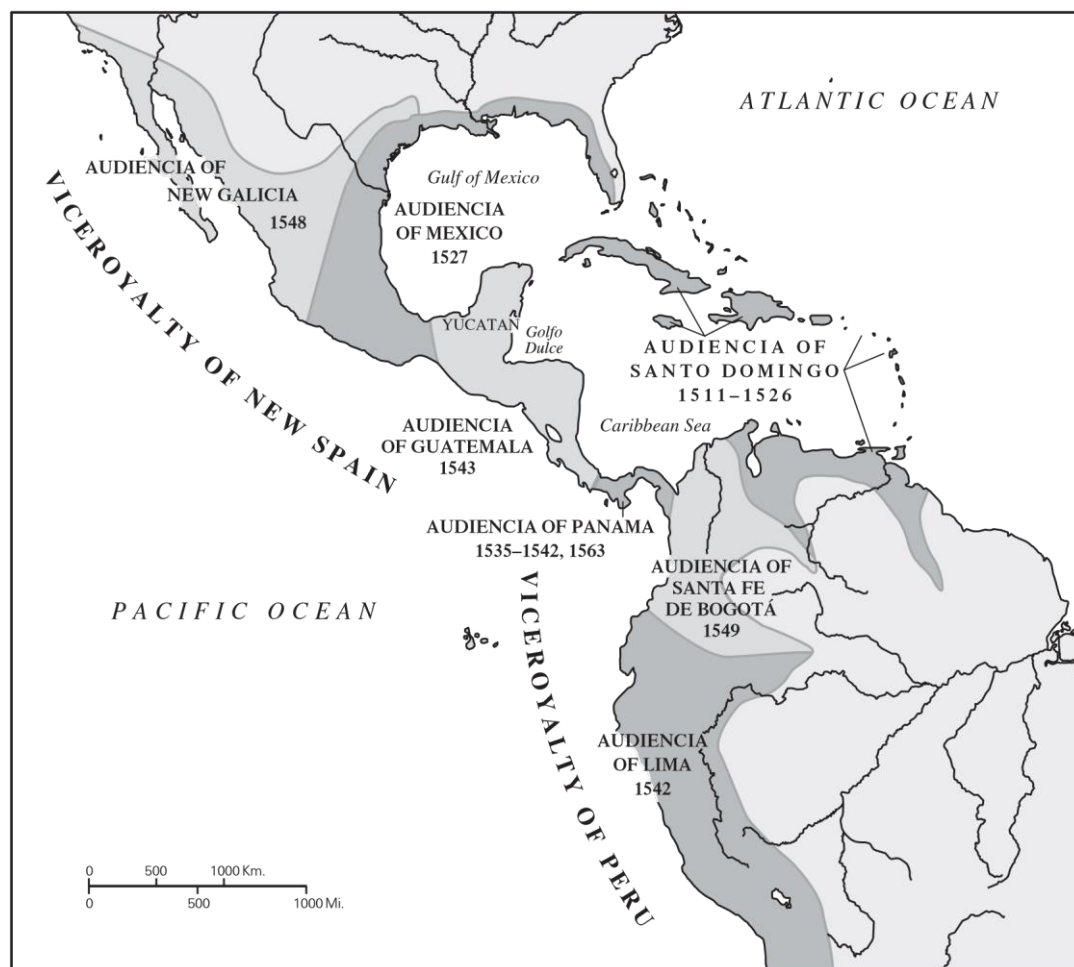 ATLANTIC OCEAN
AUDIENCIA OF
NEW GALICIA
1548
Gulf of Mexico
AUDIENCIA
OF MEXICO
1527
VICEROYALTY OF NEW SPAIN
YUCATAN
Golfo
Dulce
AUDIENCIA OF
SANTO DOMINGO
1511–1526
Caribbean Sea
AUDIENCIA
OF GUATEMALA
1543
AUDIENCIA OF PANAMA
1535–1542, 1563
AUDIENCIA OF
SANTA FE
DE BOGOTÁ
1549
PACIFIC OCEAN
VICEROYALTY OF PERU
AUDIENCIA
OF LIMA
1542
0 500 1000 Km.
0 500 1000 Mi.